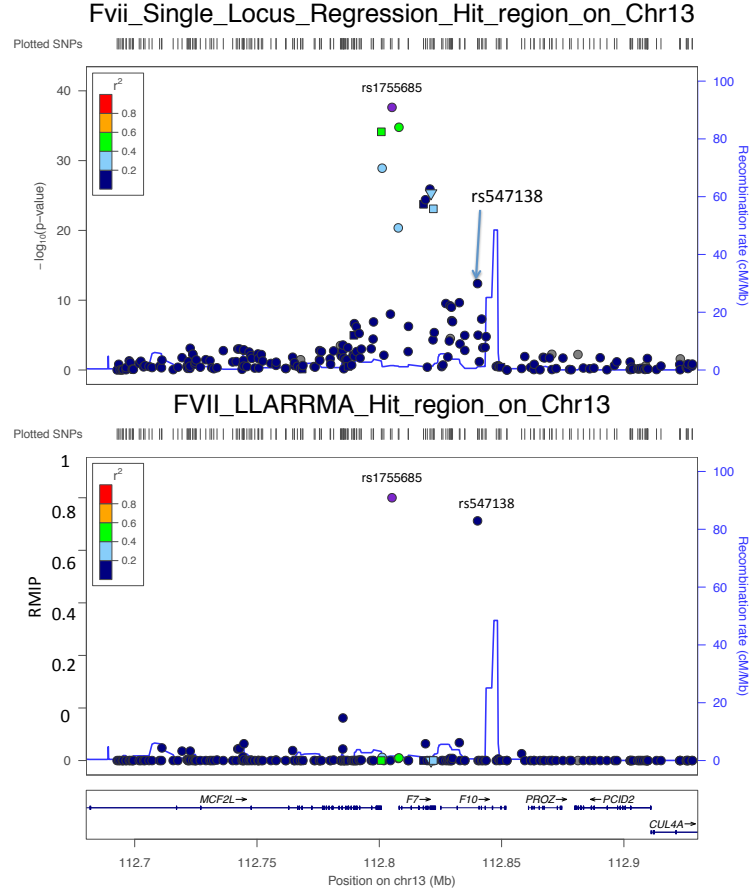 Fvii_Single_Locus_Regression_Hit_region_on_Chr13
Plotted SNPs
r²
0.8
0.6
0.4
0.2
rs1755685
rs547138
40
30
20
10
0
− log₁₀(p−value)
100
80
60
40
20
0
Recombination rate (cM/Mb)
FVII_LLARRMA_Hit_region_on_Chr13
Plotted SNPs
r²
0.8
0.6
0.4
0.2
rs1755685
rs547138
1
0.8
0.6
0.4
0.2
0
0
RMIP
100
80
60
40
20
0
Recombination rate (cM/Mb)
MCF2L→
F7→
F10→
PROZ→
←PCID2
CUL4A→
112.7
112.75
112.8
112.85
112.9
Position on chr13 (Mb)